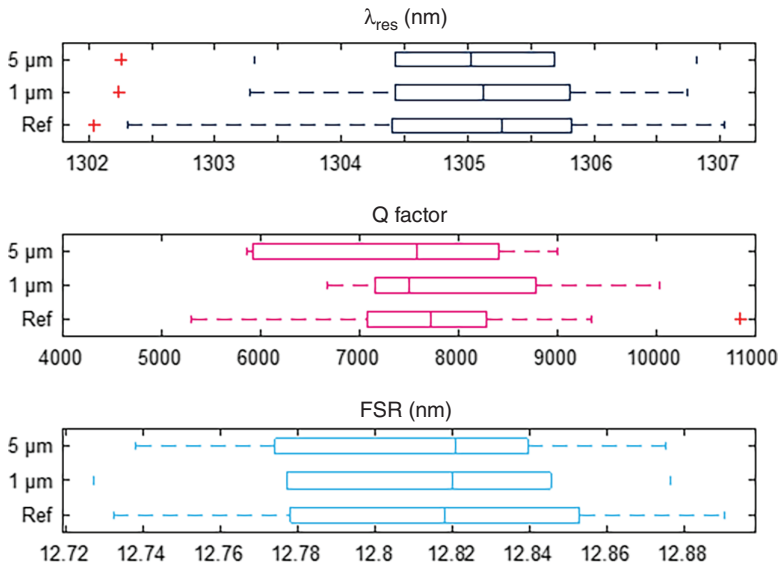 λres (nm)
5 µm
1 µm
Ref
1302 1303 1304 1305 1306 1307
Q factor
5 µm
1 µm
Ref
4000 5000 6000 7000 8000 9000 10000 11000
FSR (nm)
5 µm
1 µm
Ref
12.72 12.74 12.76 12.78 12.8 12.82 12.84 12.86 12.88